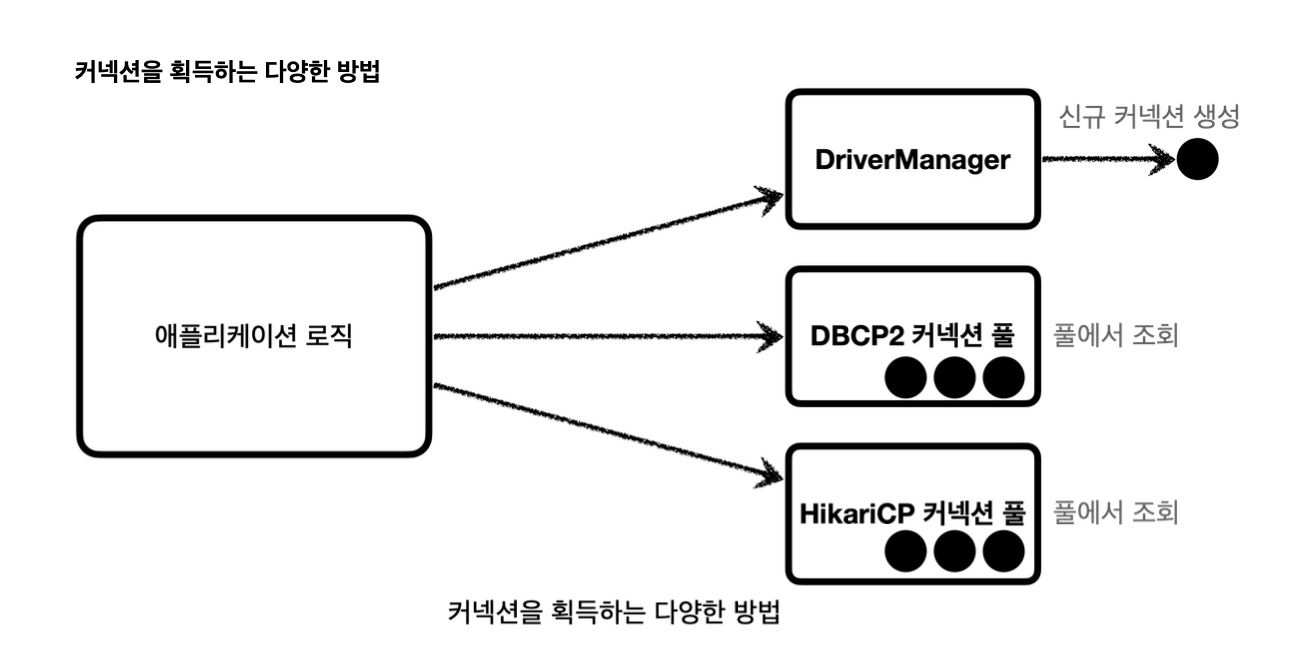 커넥션을 획득하는 다양한 방법
신규 커넥션 생성
DriverManager
애플리케이션 로직
DBCP2 커넥션 풀
풀에서 조회
HikariCP 커넥션 풀
풀에서 조회
커넥션을 획득하는 다양한 방법